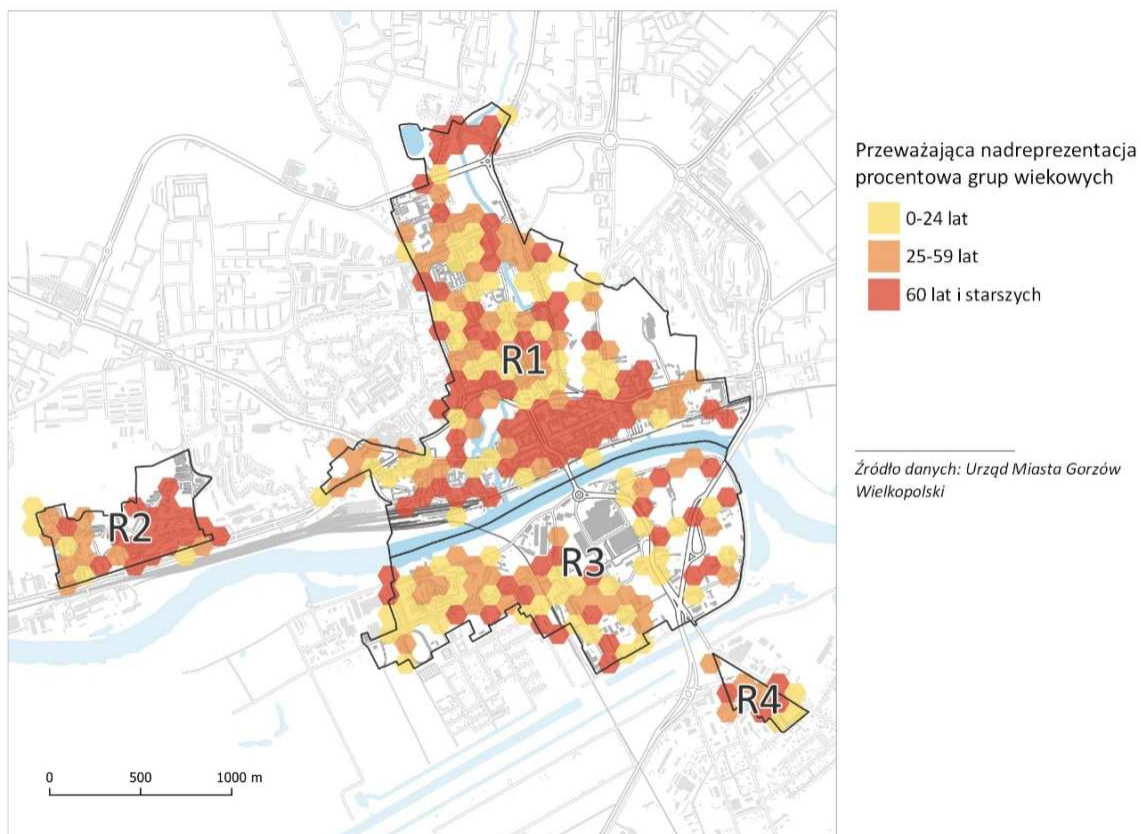 R1
R2
R3
R4
0 500 1000 m
Przeważająca nadreprezentacja
procentowa grup wiekowych
0-24 lat
25-59 lat
60 lat i starszych
Źródło danych: Urząd Miasta Gorzów
Wielkopolski